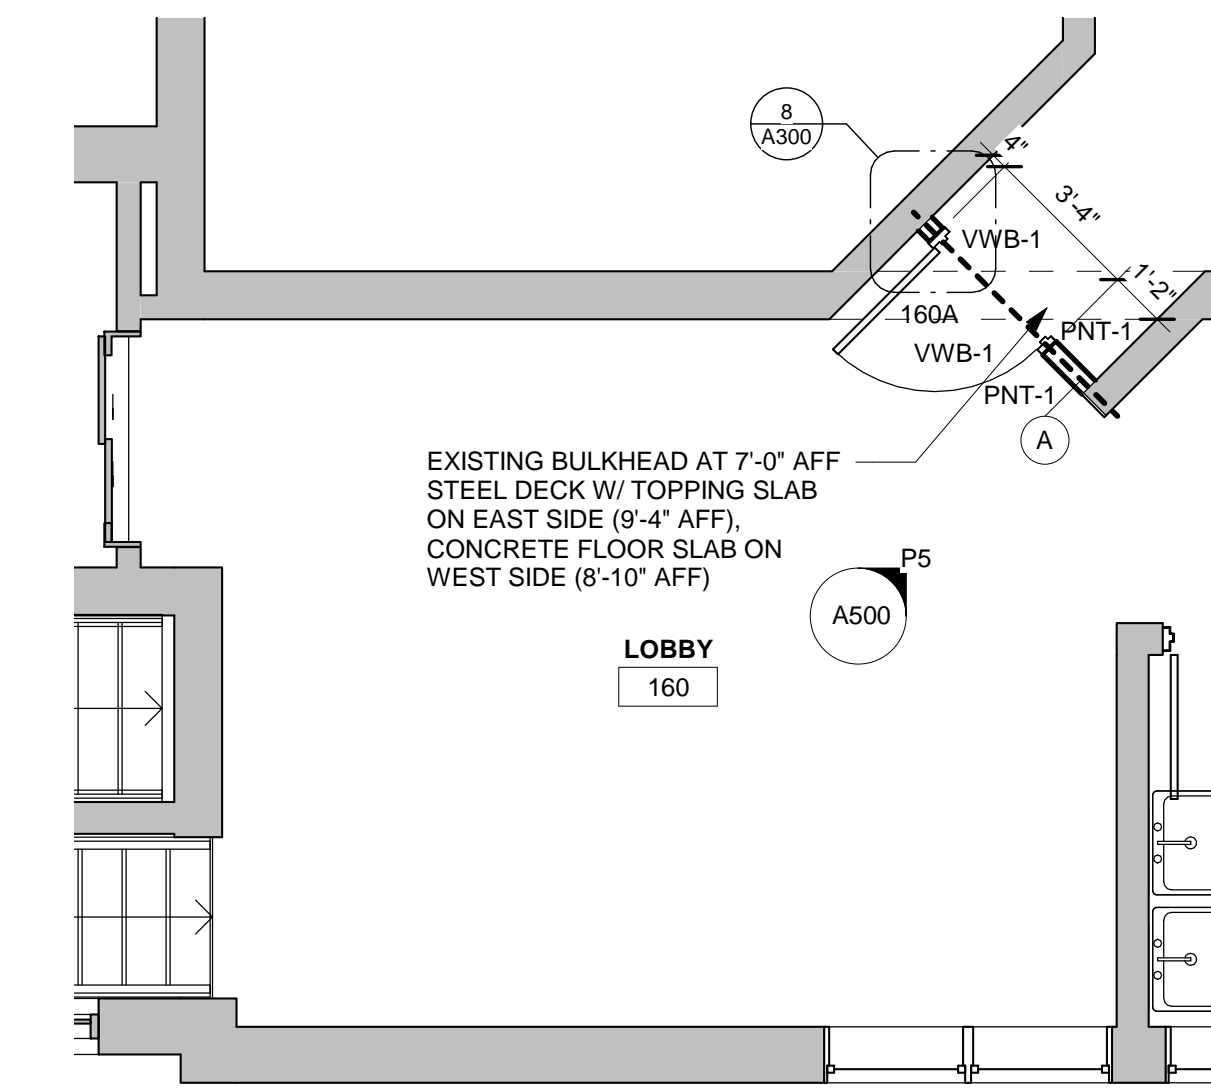 8
A300
4"
3'-4"
VWB-1
1'-2"
160A
PNT-1
VWB-1
PNT-1
A
EXISTING BULKHEAD AT 7'-0" AFF
STEEL DECK W/ TOPPING SLAB
ON EAST SIDE (9'-4" AFF),
CONCRETE FLOOR SLAB ON
WEST SIDE (8'-10" AFF)
P5
A500
LOBBY
160